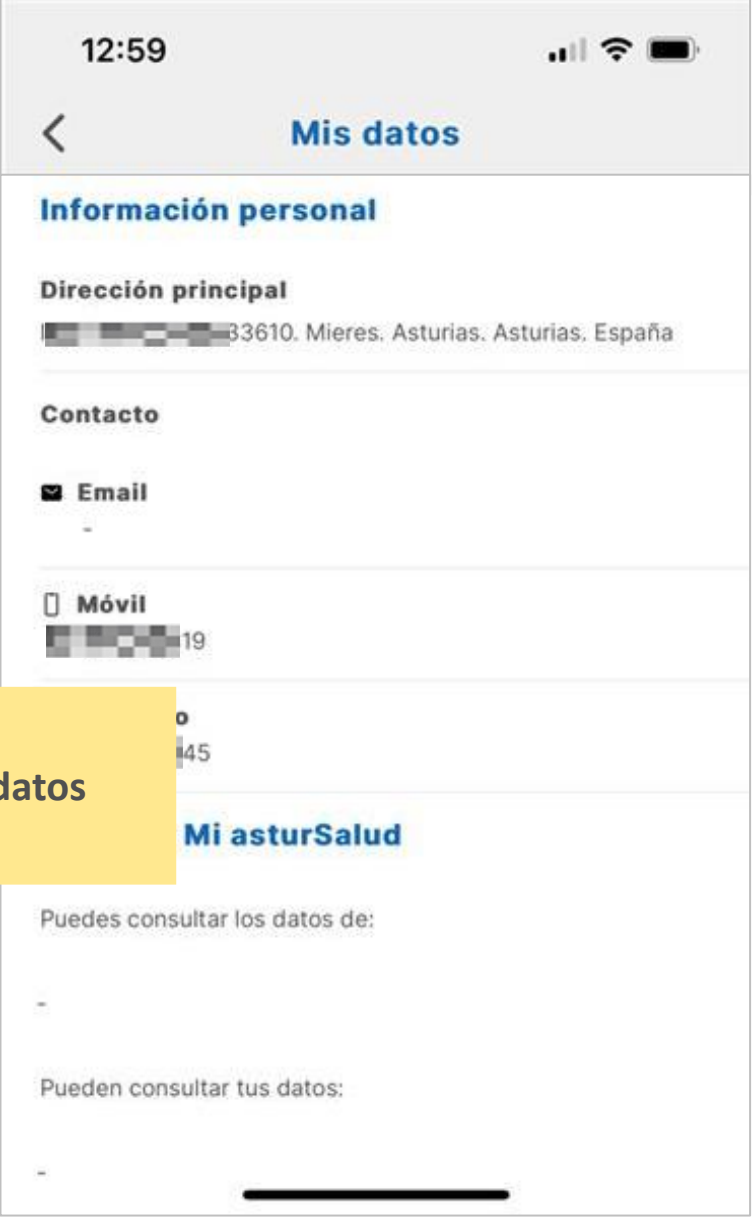 12:59
Mis datos
Información personal
Dirección principal
33610. Mieres. Asturias. Asturias. España
Contacto
Email
-
Móvil
19
o
45
datos
Mi asturSalud
Puedes consultar los datos de:
-
Pueden consultar tus datos:
-